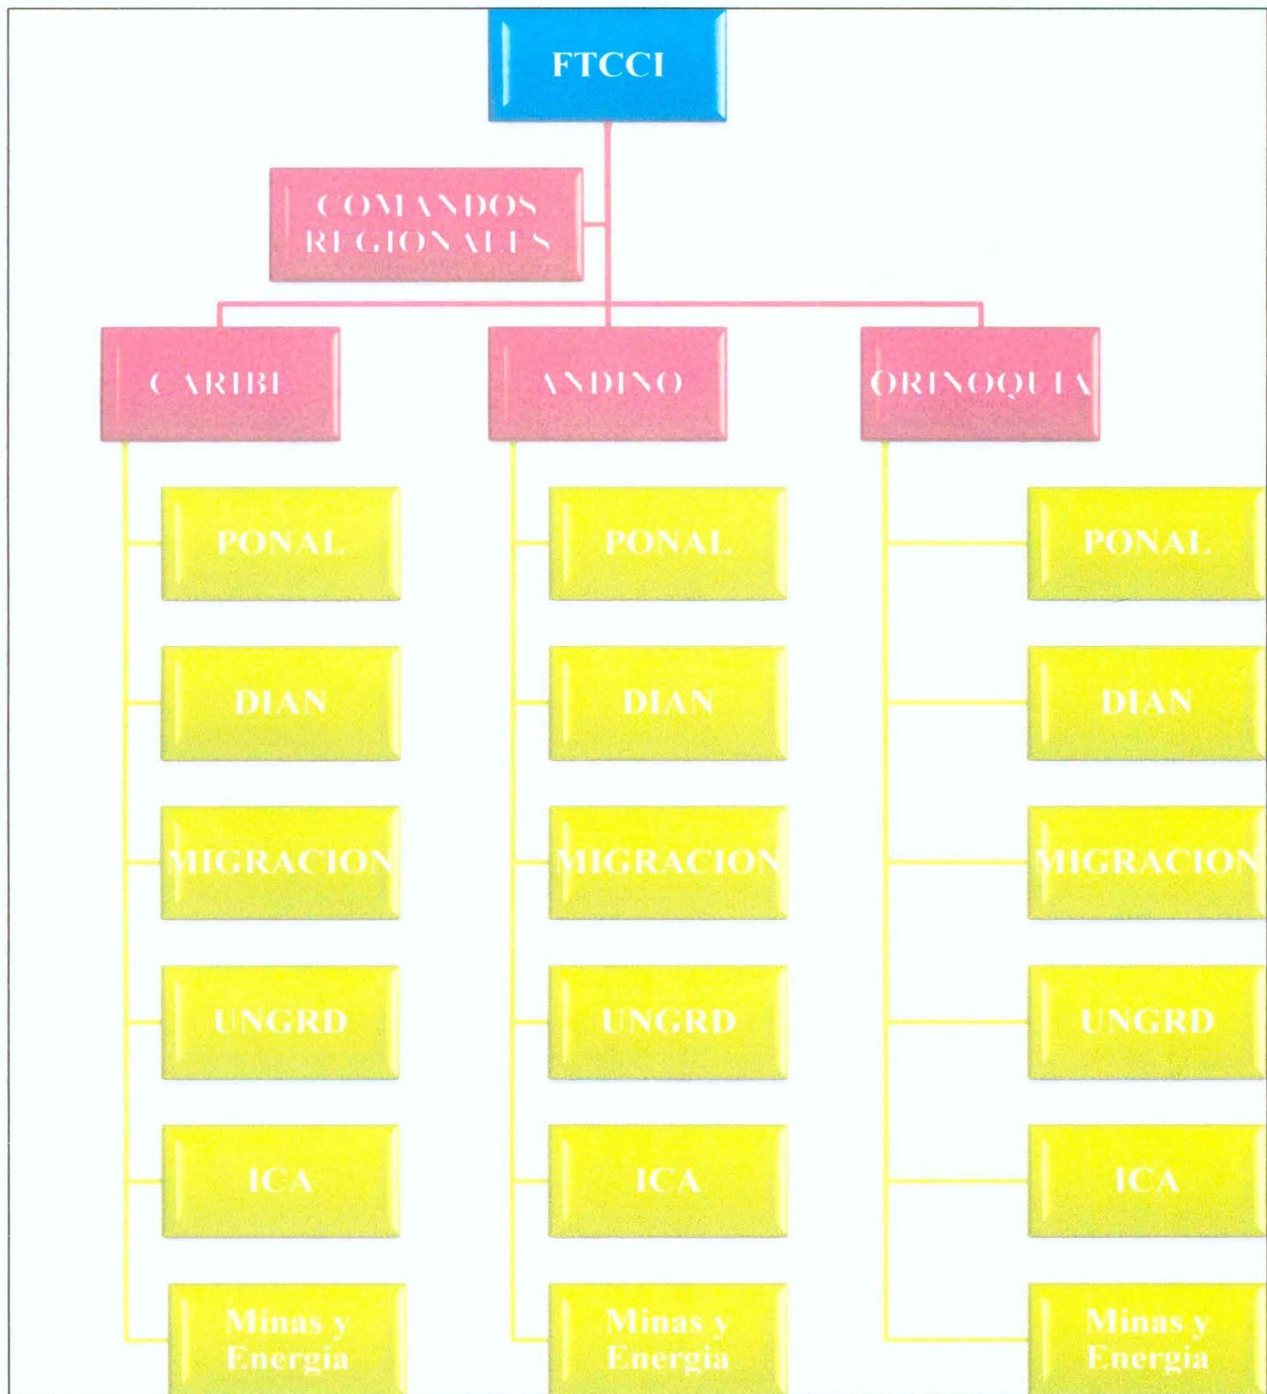 FTCCI
COMANDOS
REGIONALES
CARIBE
ANDINO
ORINOQUIA
PONAL
PONAL
PONAL
DIAN
DIAN
DIAN
MIGRACION
MIGRACION
MIGRACION
UNGRD
UNGRD
UNGRD
ICA
ICA
ICA
Minas y
Energia
Minas y
Energia
Minas y
Energia